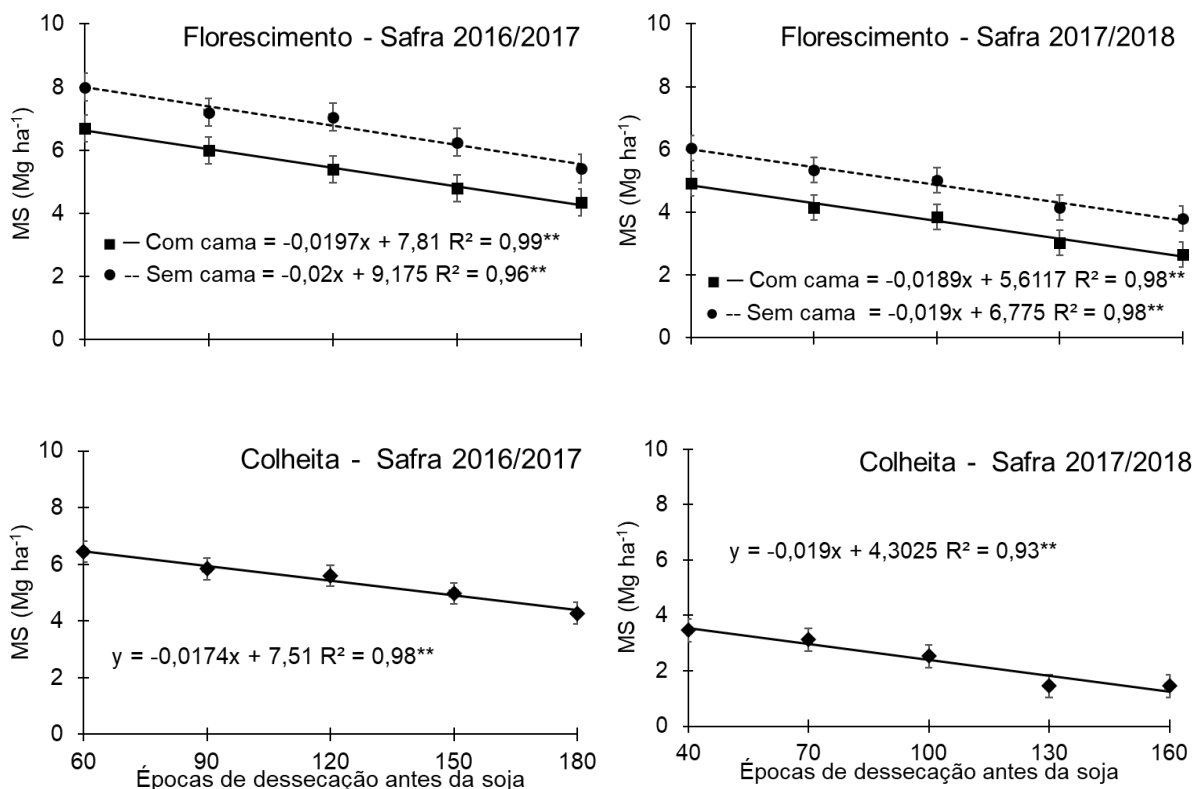 Florescimento - Safra 2016/2017
MS (Mg ha⁻¹)
10
8
6
4
2
0
■ — Com cama = -0,0197x + 7,81 R² = 0,99**
● -- Sem cama = -0,02x + 9,175 R² = 0,96**
Florescimento - Safra 2017/2018
MS (Mg ha⁻¹)
10
8
6
4
2
0
■ — Com cama = -0,0189x + 5,6117 R² = 0,98**
● -- Sem cama = -0,019x + 6,775 R² = 0,98**
Colheita - Safra 2016/2017
MS (Mg ha⁻¹)
10
8
6
4
2
0
y = -0,0174x + 7,51 R² = 0,98**
60 90 120 150 180
Épocas de dessecação antes da soja
Colheita - Safra 2017/2018
MS (Mg ha⁻¹)
10
8
6
4
2
0
y = -0,019x + 4,3025 R² = 0,93**
40 70 100 130 160
Épocas de dessecação antes da soja